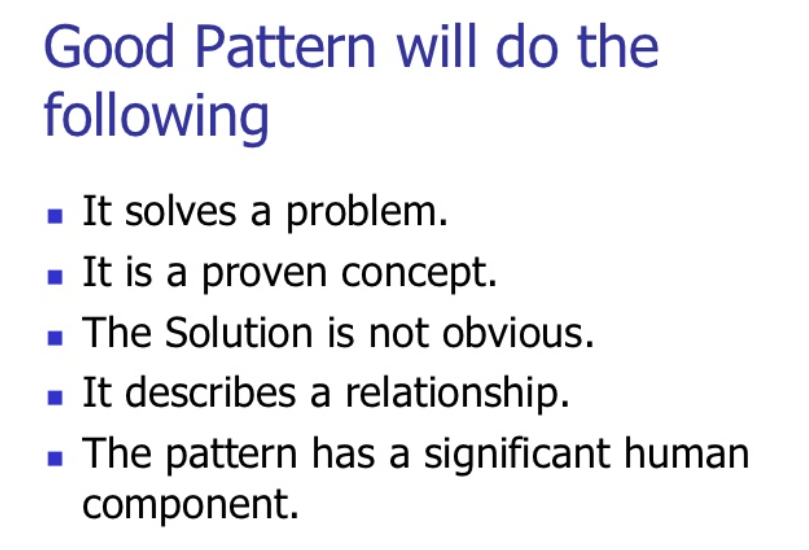 Good Pattern will do the
following
■ It solves a problem.
■ It is a proven concept.
■ The Solution is not obvious.
■ It describes a relationship.
■ The pattern has a significant human
component.